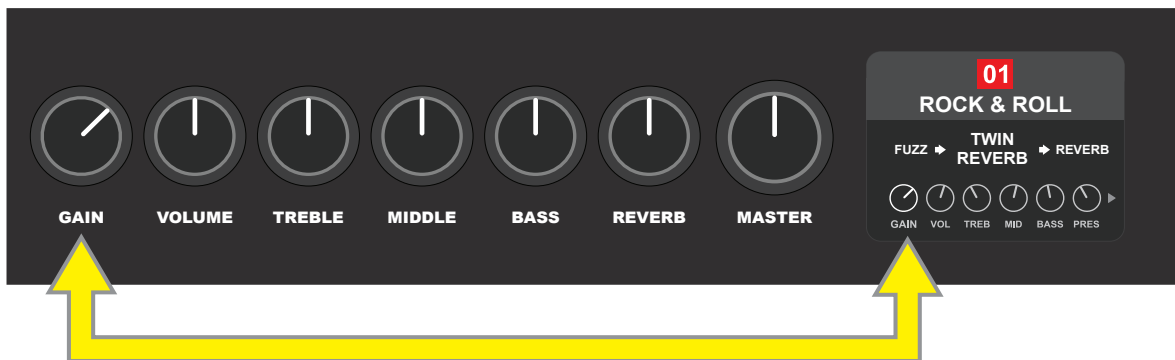 GAIN VOLUME TREBLE MIDDLE BASS REVERB MASTER
01
ROCK & ROLL
FUZZ TWIN REVERB REVERB
GAIN VOL TREB MID BASS PRES